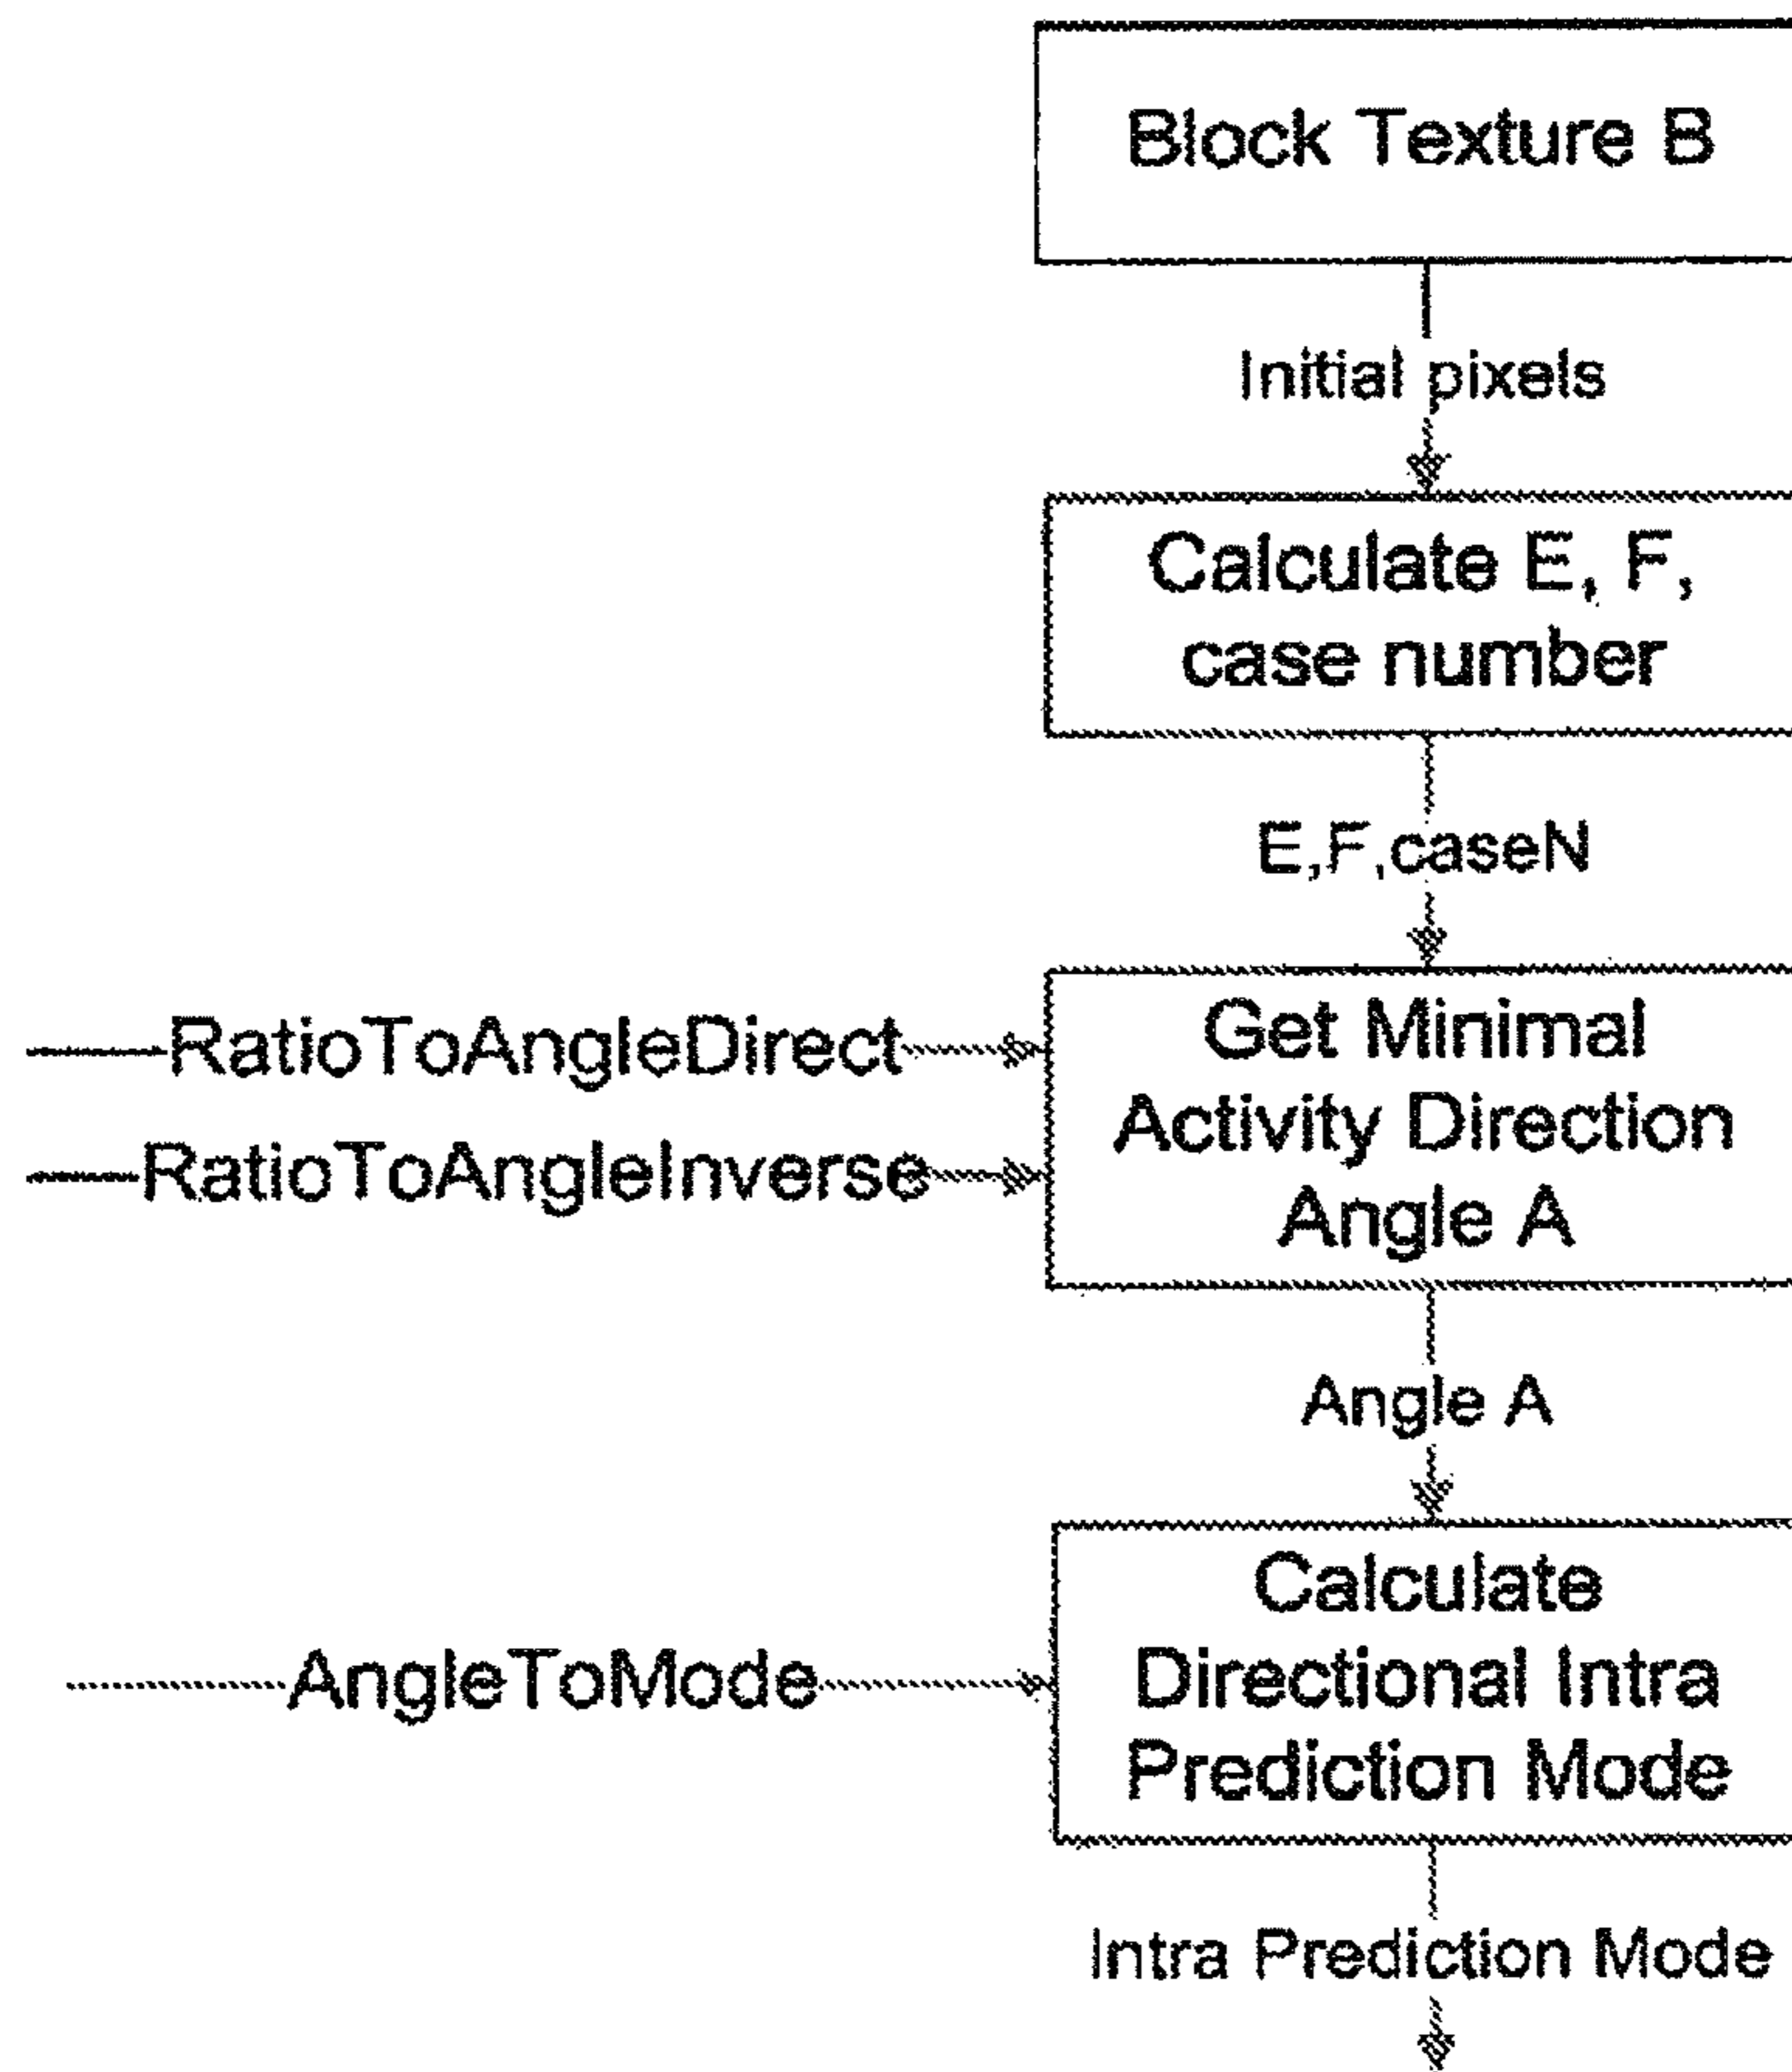 Block Texture B
Initial pixels
Calculate E, F,
case number
E,F,caseN
RatioToAngleDirect
RatioToAngleInverse
Get Minimal
Activity Direction
Angle A
Angle A
AngleToMode
Calculate
Directional Intra
Prediction Mode
Intra Prediction Mode